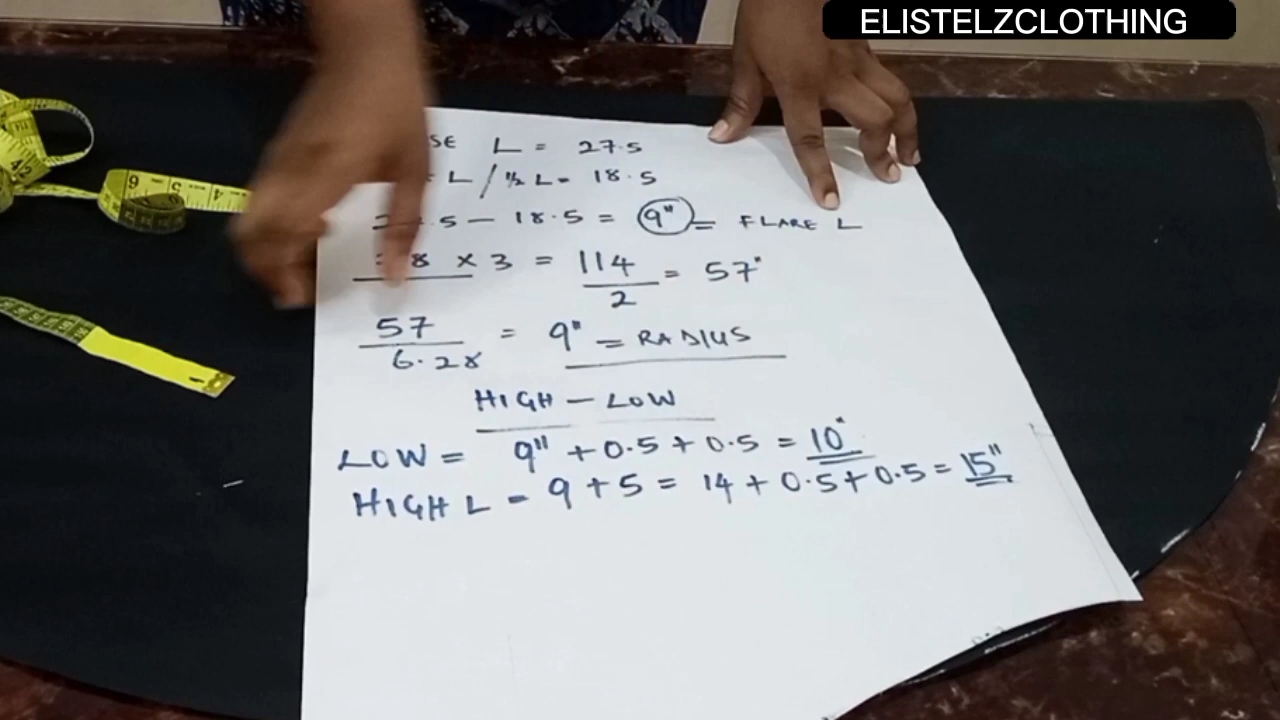 ELISTELZCLOTHING
L = 27.5
L / ½ L = 18.5
.5 – 18.5 = 9" = FLARE L
8 × 3 = 114 / 2 = 57"
57 / 6.28 = 9" = RADIUS
HIGH – LOW
LOW = 9" + 0.5 + 0.5 = 10"
HIGH L = 9 + 5 = 14 + 0.5 + 0.5 = 15"